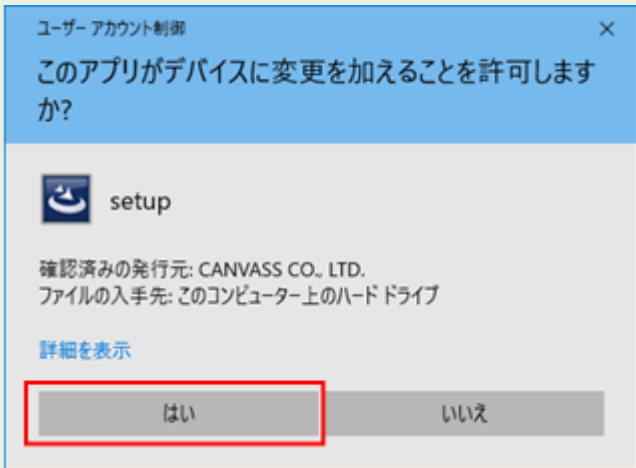 ユーザー アカウント制御
このアプリがデバイスに変更を加えることを許可します
か?
setup
確認済みの発行元: CANVASS CO., LTD.
ファイルの入手先: このコンピューター上のハード ドライブ
詳細を表示
はい
いいえ